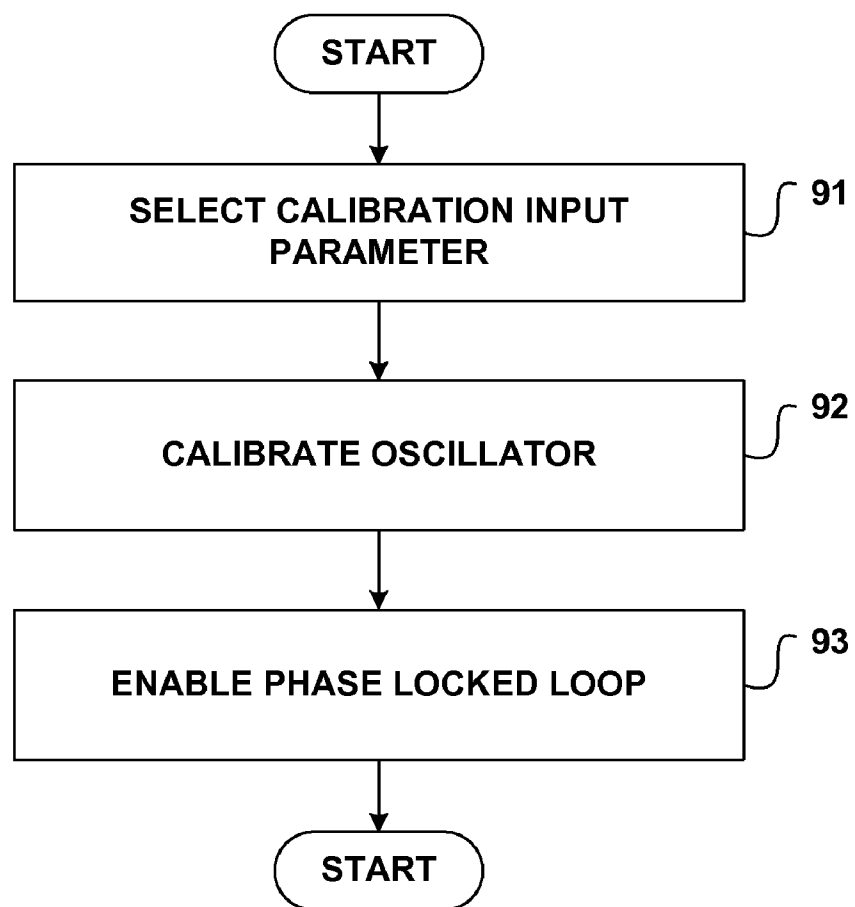 START
SELECT CALIBRATION INPUT
PARAMETER
91
CALIBRATE OSCILLATOR
92
ENABLE PHASE LOCKED LOOP
93
START